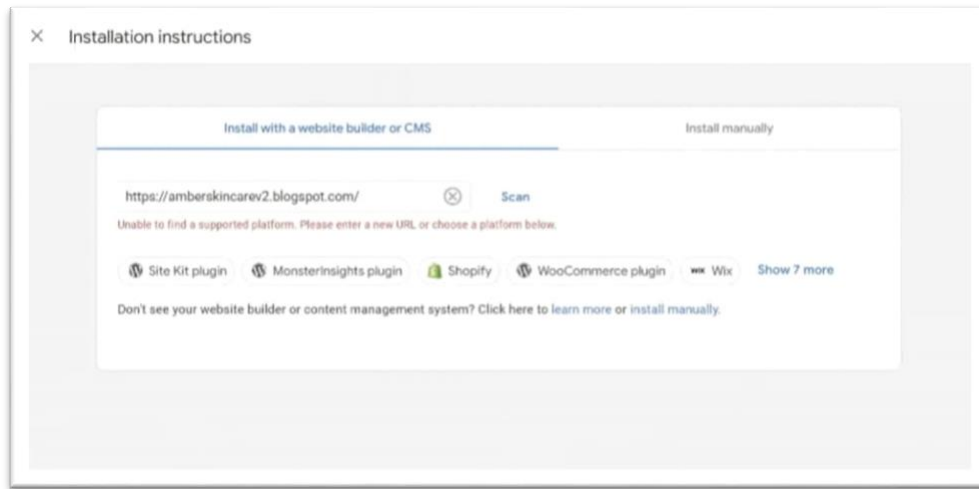 Installation instructions
Install with a website builder or CMS
Install manually
https://amberskincarev2.blogspot.com/
Scan
Unable to find a supported platform. Please enter a new URL or choose a platform below.
Site Kit plugin
MonsterInsights plugin
Shopify
WooCommerce plugin
WIX Wix
Show 7 more
Don't see your website builder or content management system? Click here to learn more or install manually.